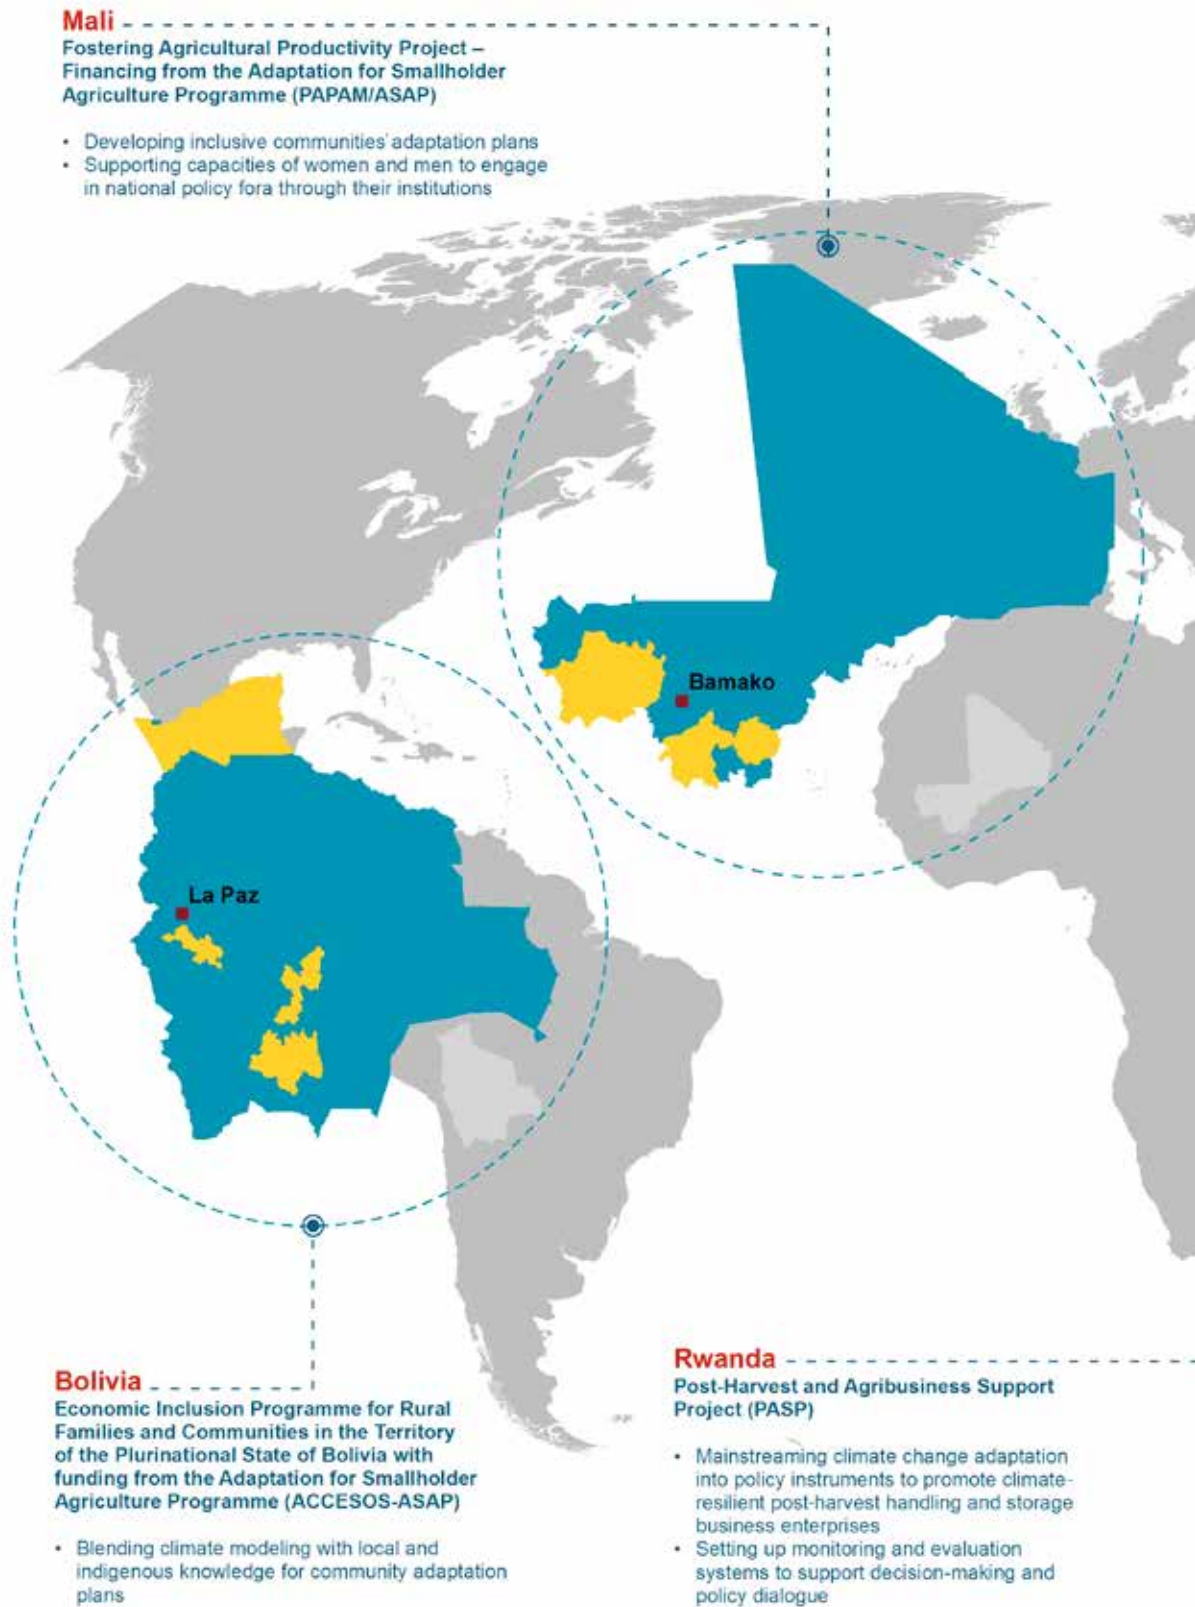 Mali
Fostering Agricultural Productivity Project –
Financing from the Adaptation for Smallholder
Agriculture Programme (PAPAM/ASAP)
• Developing inclusive communities' adaptation plans
• Supporting capacities of women and men to engage
in national policy fora through their institutions
Bamako
La Paz
Bolivia
Economic Inclusion Programme for Rural
Families and Communities in the Territory
of the Plurinational State of Bolivia with
funding from the Adaptation for Smallholder
Agriculture Programme (ACCESOS-ASAP)
• Blending climate modeling with local and
indigenous knowledge for community adaptation
plans
Rwanda
Post-Harvest and Agribusiness Support
Project (PASP)
• Mainstreaming climate change adaptation
into policy instruments to promote climate-
resilient post-harvest handling and storage
business enterprises
• Setting up monitoring and evaluation
systems to support decision-making and
policy dialogue